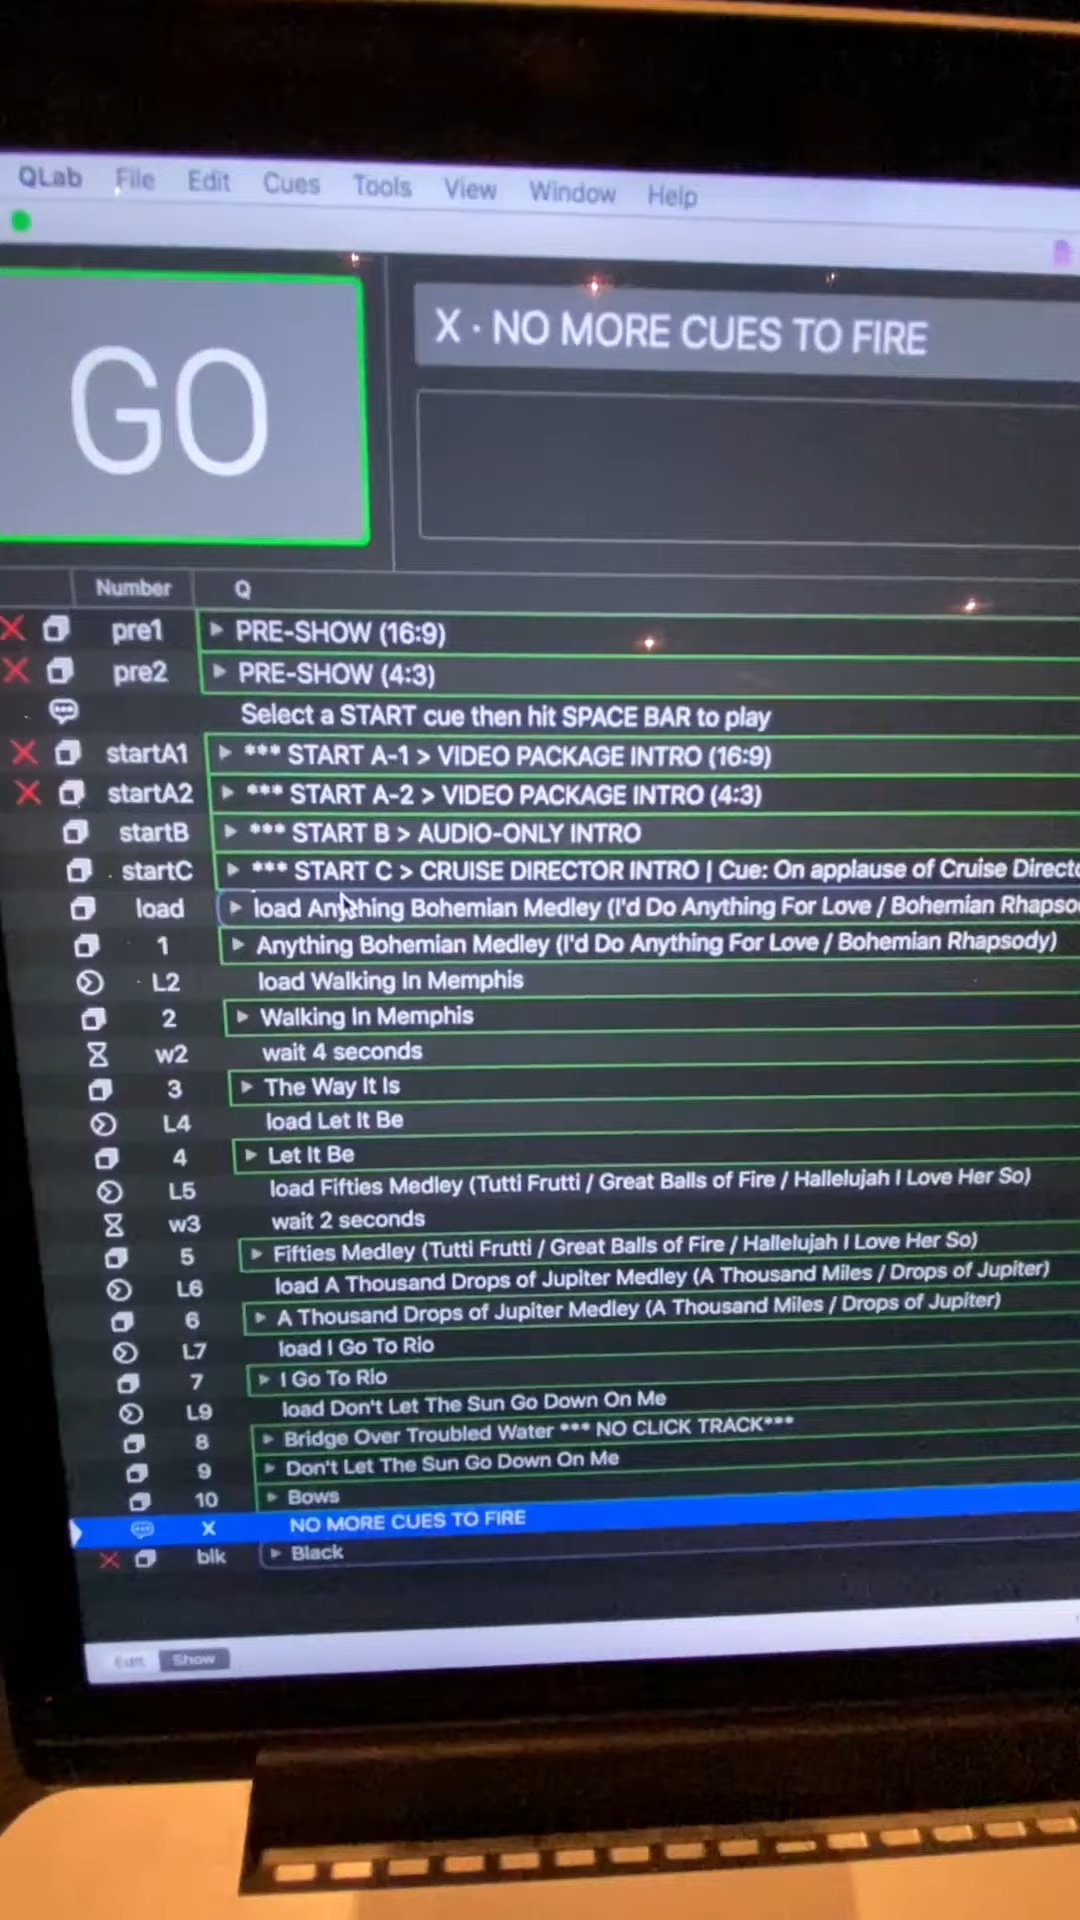 QLab File Edit Cues Tools View Window Help
GO
X · NO MORE CUES TO FIRE
Number Q
pre1 PRE-SHOW (16:9)
pre2 PRE-SHOW (4:3)
Select a START cue then hit SPACE BAR to play
startA1 *** START A-1 > VIDEO PACKAGE INTRO (16:9)
startA2 *** START A-2 > VIDEO PACKAGE INTRO (4:3)
startB *** START B > AUDIO-ONLY INTRO
startC *** START C > CRUISE DIRECTOR INTRO | Cue: On applause of Cruise Directo
load load Anything Bohemian Medley (I'd Do Anything For Love / Bohemian Rhapso
1 Anything Bohemian Medley (I'd Do Anything For Love / Bohemian Rhapsody)
L2 load Walking In Memphis
2 Walking In Memphis
w2 wait 4 seconds
3 The Way It Is
L4 load Let It Be
4 Let It Be
L5 load Fifties Medley (Tutti Frutti / Great Balls of Fire / Hallelujah I Love Her So)
w3 wait 2 seconds
5 Fifties Medley (Tutti Frutti / Great Balls of Fire / Hallelujah I Love Her So)
L6 load A Thousand Drops of Jupiter Medley (A Thousand Miles / Drops of Jupiter)
6 A Thousand Drops of Jupiter Medley (A Thousand Miles / Drops of Jupiter)
L7 load I Go To Rio
7 I Go To Rio
L9 load Don't Let The Sun Go Down On Me
8 Bridge Over Troubled Water *** NO CLICK TRACK***
9 Don't Let The Sun Go Down On Me
10 Bows
X NO MORE CUES TO FIRE
blk Black
Edit Show